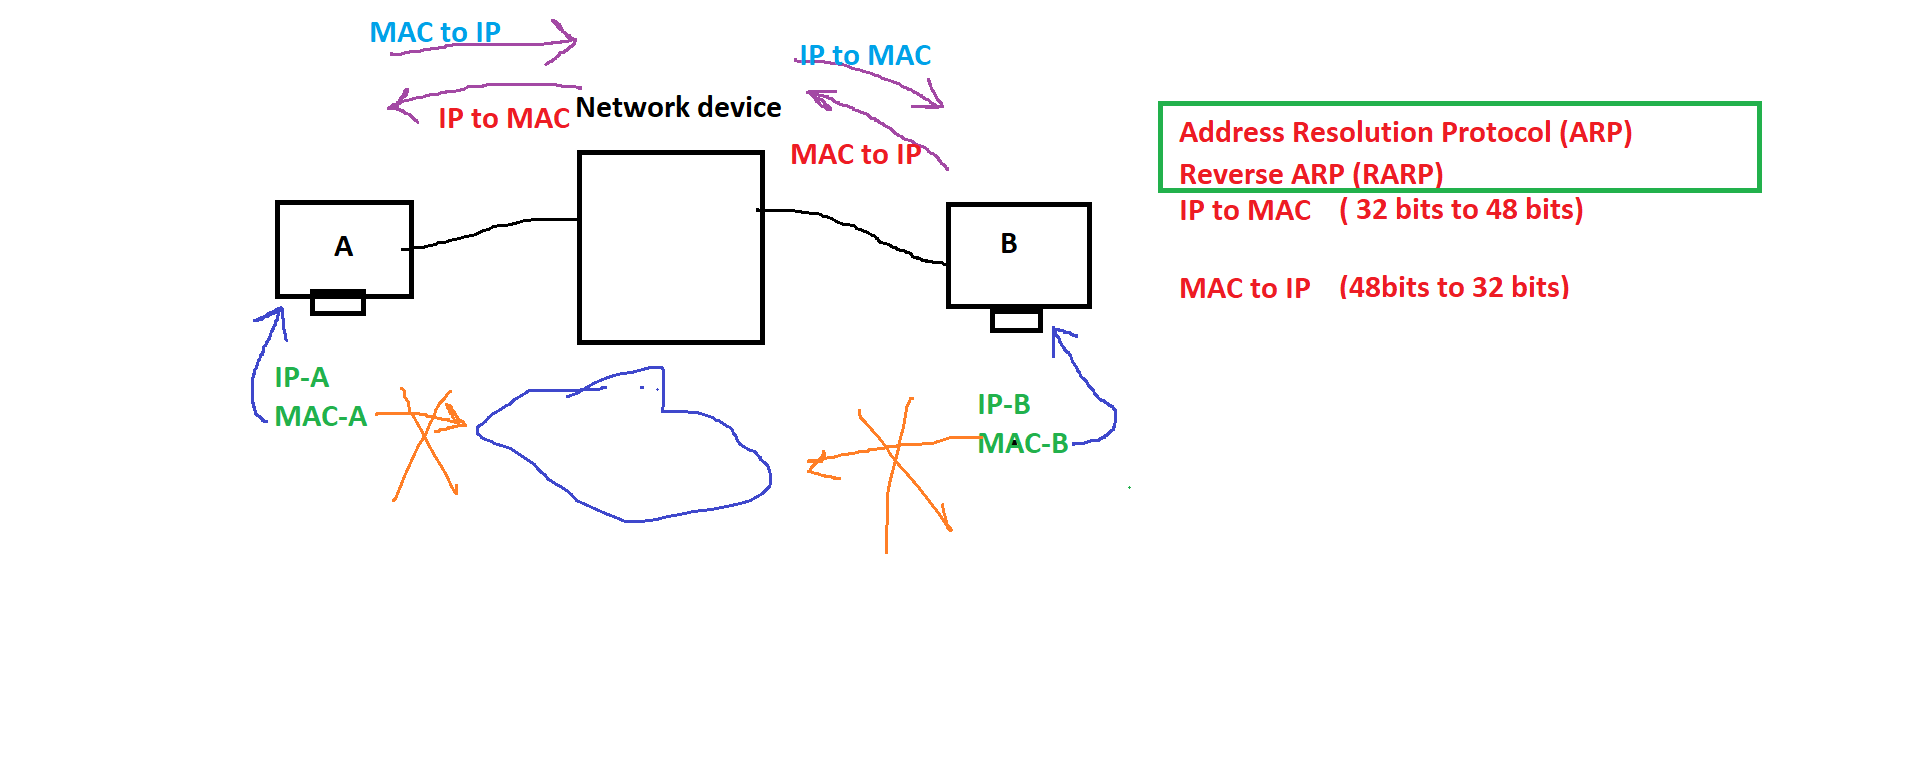 MAC to IP
IP to MAC
IP to MAC
Network device
MAC to IP
Address Resolution Protocol (ARP)
Reverse ARP (RARP)
IP to MAC ( 32 bits to 48 bits)
MAC to IP (48bits to 32 bits)
A
B
IP-A
MAC-A
IP-B
MAC-B